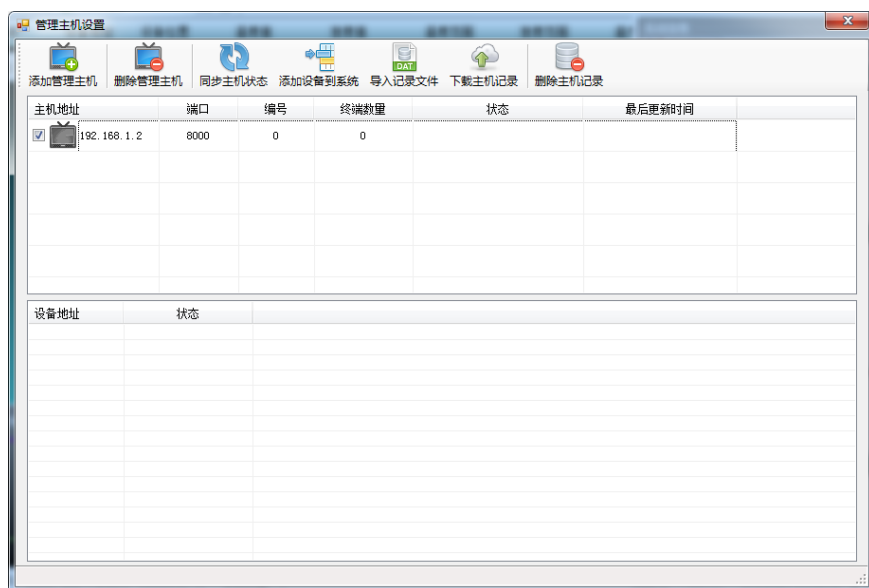 管理主机设置
添加管理主机 删除管理主机 同步主机状态 添加设备到系统 导入记录文件 下载主机记录 删除主机记录
DAT
主机地址 端口 编号 终端数量 状态 最后更新时间
192.168.1.2 8000 0 0
设备地址 状态